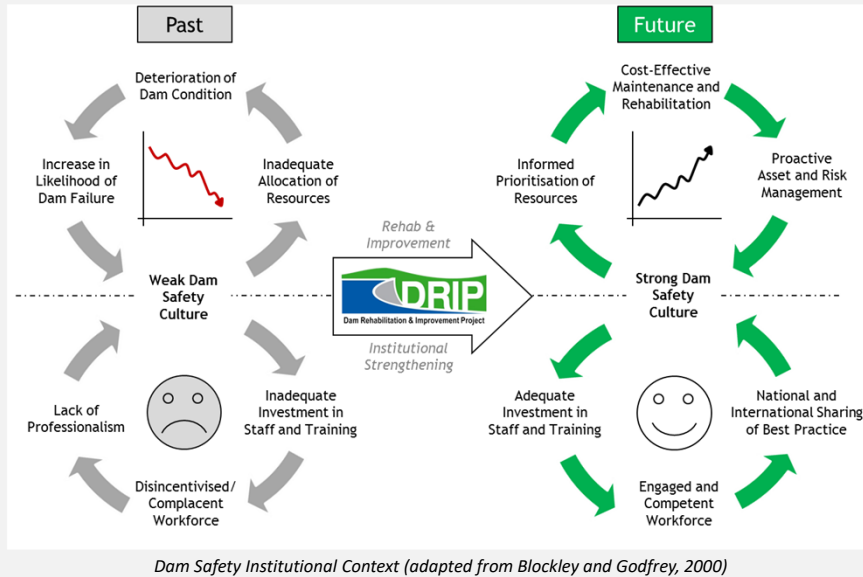 Past
Deterioration of
Dam Condition
Increase in
Likelihood of
Dam Failure
Inadequate
Allocation of
Resources
Weak Dam
Safety
Culture
Lack of
Professionalism
Inadequate
Investment in
Staff and Training
Disincentivised/
Complacent
Workforce
Rehab &
Improvement
DRIP
Dam Rehabilitation & Improvement Project
Institutional
Strengthening
Future
Cost-Effective
Maintenance and
Rehabilitation
Informed
Prioritisation of
Resources
Proactive
Asset and Risk
Management
Strong Dam
Safety
Culture
Adequate
Investment in
Staff and Training
National and
International Sharing
of Best Practice
Engaged and
Competent
Workforce
Dam Safety Institutional Context (adapted from Blockley and Godfrey, 2000)